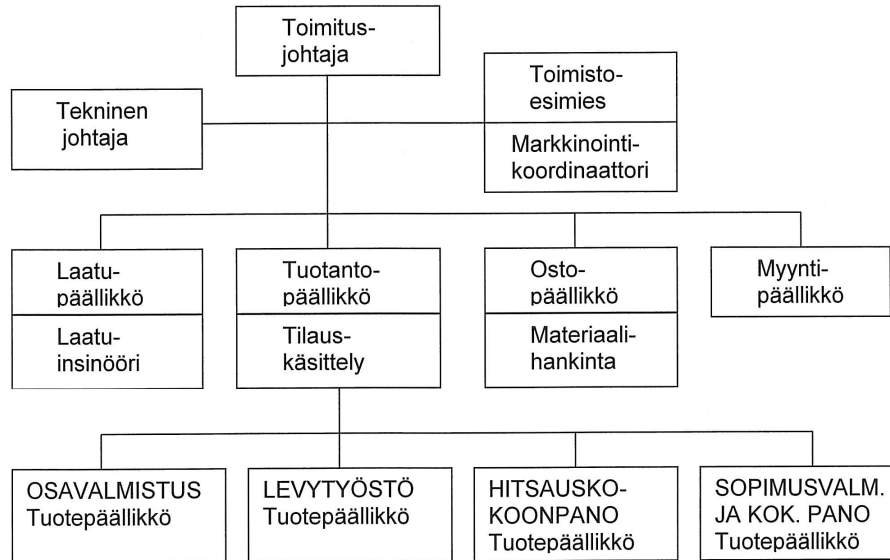 Toimitus-
johtaja
Tekninen
johtaja
Toimisto-
esimies
Markkinointi-
koordinaattori
Laatu-
päällikkö
Laatu-
insinööri
Tuotanto-
päällikkö
Tilaus-
käsittely
Osto-
päällikkö
Materiaali-
hankinta
Myynti-
päällikkö
OSAVALMISTUS
Tuotepäällikkö
LEVYTYÖSTÖ
Tuotepäällikkö
HITSAUSKO-
KOONPANO
Tuotepäällikkö
SOPIMUSVALM.
JA KOK. PANO
Tuotepäällikkö